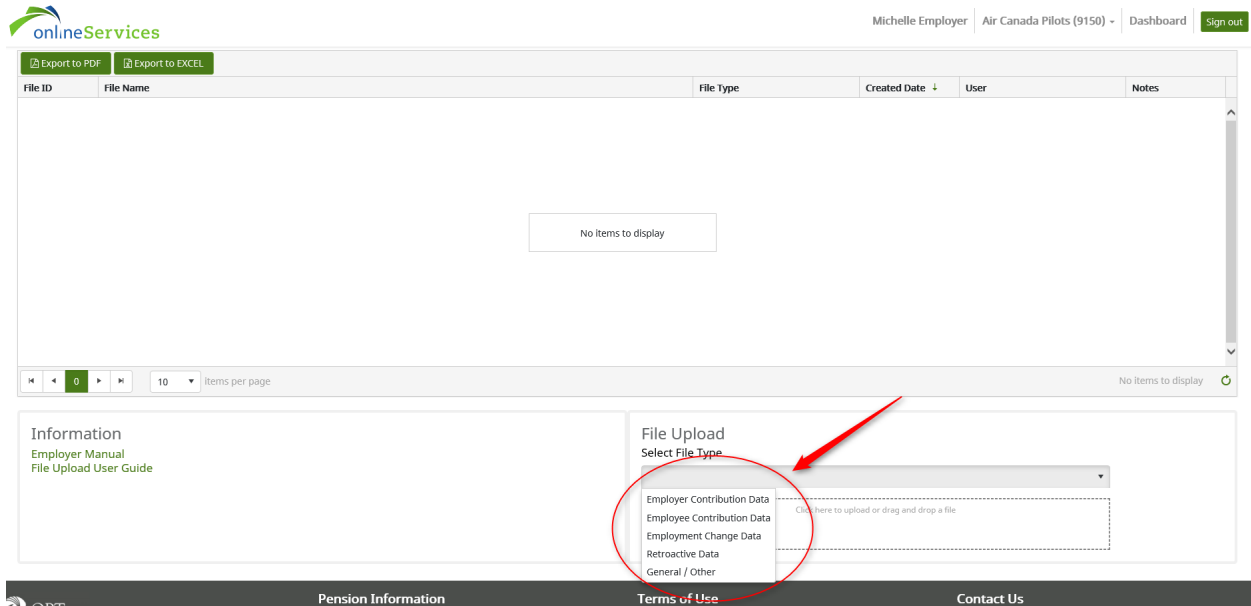 onlineServices
Michelle Employer Air Canada Pilots (9150) Dashboard Sign out
Export to PDF Export to EXCEL
File ID File Name File Type Created Date User Notes
No items to display
0 10 items per page No items to display
Information
Employer Manual
File Upload User Guide
File Upload
Select File Type
Employer Contribution Data
Employee Contribution Data
Employment Change Data
Retroactive Data
General / Other
Click here to upload or drag and drop a file
Pension Information Terms of Use Contact Us